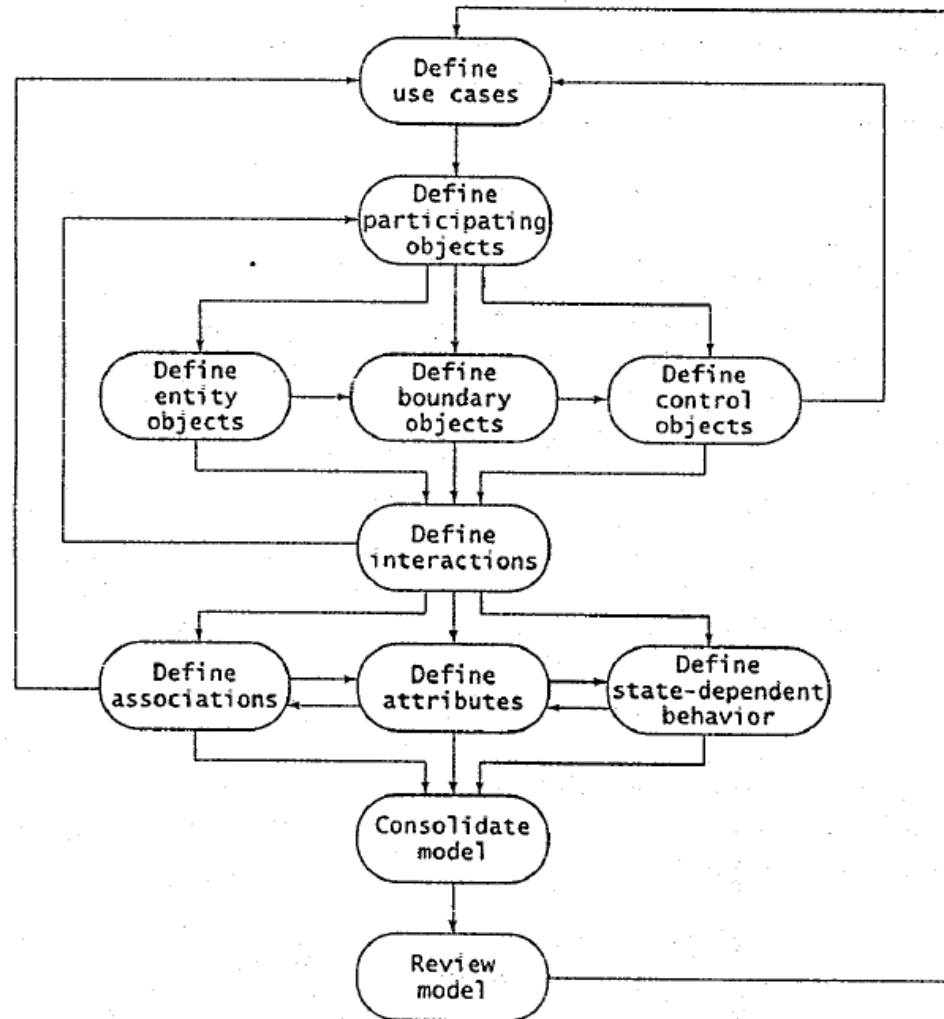 Define
use cases
Define
participating
objects
Define
entity
objects
Define
boundary
objects
Define
control
objects
Define
interactions
Define
associations
Define
attributes
Define
state-dependent
behavior
Consolidate
model
Review
model